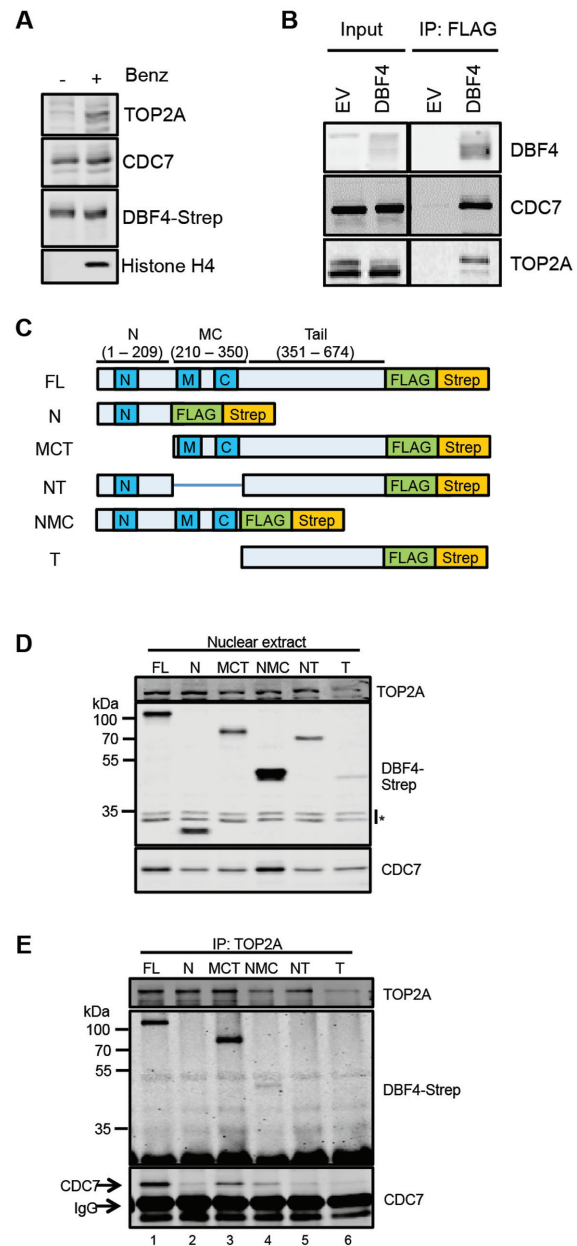 A
- + Benz
TOP2A
CDC7
DBF4-Strep
Histone H4
B
Input IP: FLAG
EV DBF4 EV DBF4
DBF4
CDC7
TOP2A
C
N MC Tail
(1 – 209) (210 – 350) (351 – 674)
FL N M C FLAG Strep
N N FLAG Strep
MCT M C FLAG Strep
NT N FLAG Strep
NMC N M C FLAG Strep
T FLAG Strep
D
Nuclear extract
FL N MCT NMC NT T
TOP2A
kDa
100
70
55
35
DBF4-
Strep
*
CDC7
E
IP: TOP2A
FL N MCT NMC NT T
TOP2A
kDa
100
70
55
35
DBF4-Strep
CDC7
IgG
CDC7
1 2 3 4 5 6